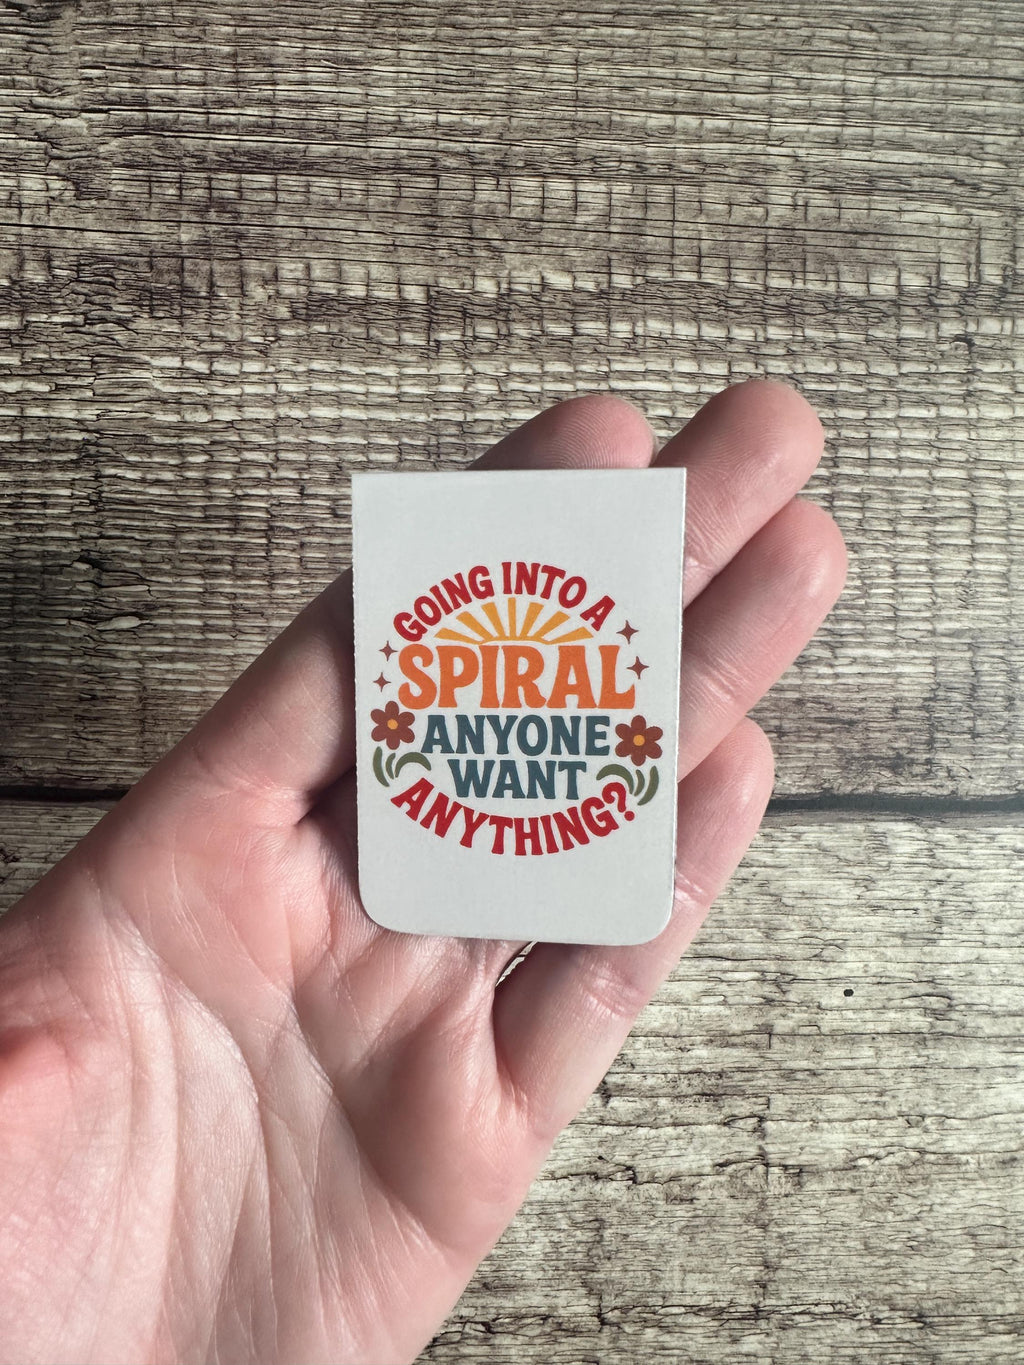 GOING INTO A
SPIRAL
ANYONE
WANT
ANYTHING?